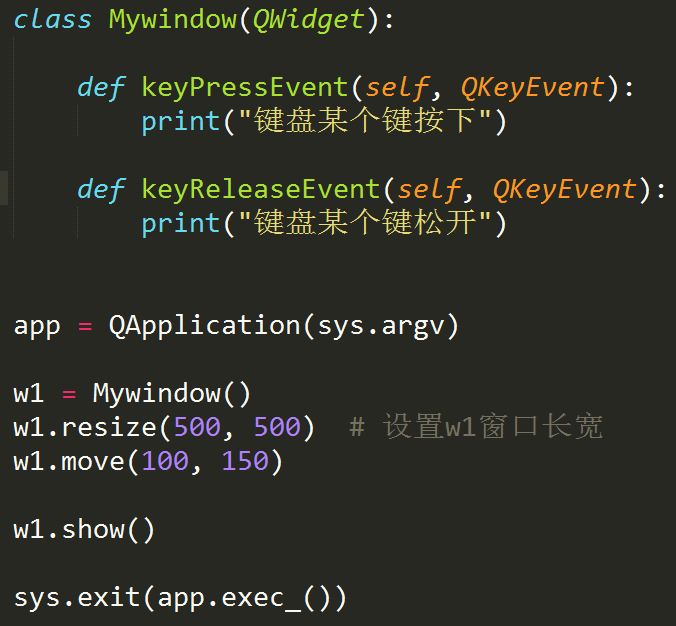 class Mywindow(QWidget):
def keyPressEvent(self, QKeyEvent):
print("键盘某个键按下")
def keyReleaseEvent(self, QKeyEvent):
print("键盘某个键松开")
app = QApplication(sys.argv)
w1 = Mywindow()
w1.resize(500, 500)  # 设置w1窗口长宽
w1.move(100, 150)
w1.show()
sys.exit(app.exec_())